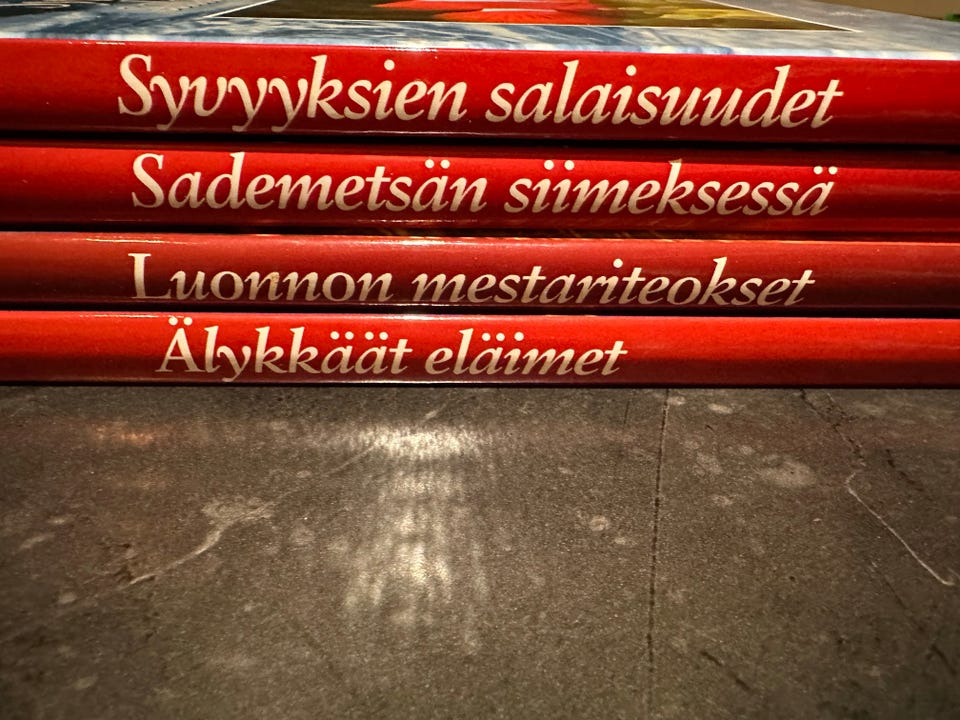 Syvyyksien salaisuudet
Sademetsän siimeksessä
Luonnon mestariteokset
Älykkäät eläimet